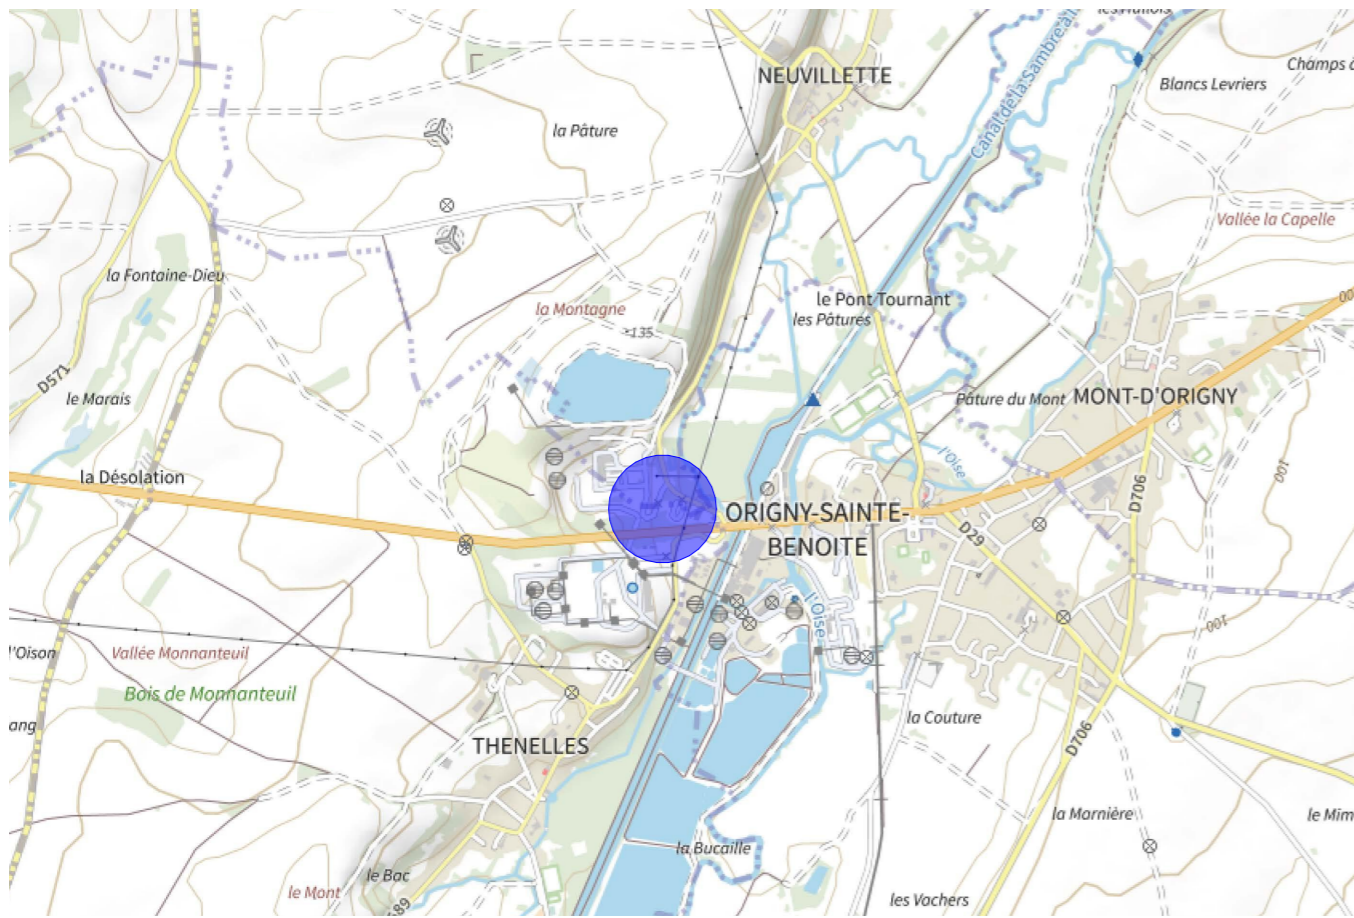 NEUVILLETTE
Canal de la Sambre à l
Blancs Levriers
Champs à
la Pâture
Vallée la Capelle
la Fontaine-Dieu
la Montagne
135
le Pont Tournant
les Pâtures
D571
le Marais
Pâture du Mont
MONT-D'ORIGNY
l'Oise
100
D706
la Désolation
ORIGNY-SAINTE-
BENOITE
D29
l'Oise
100
l'Oison
Vallée Monnanteuil
Bois de Monnanteuil
ang
THENELLES
la Couture
D706
la Marnière
le Mim
la Bucaille
le Bac
le Mont
les Vachers